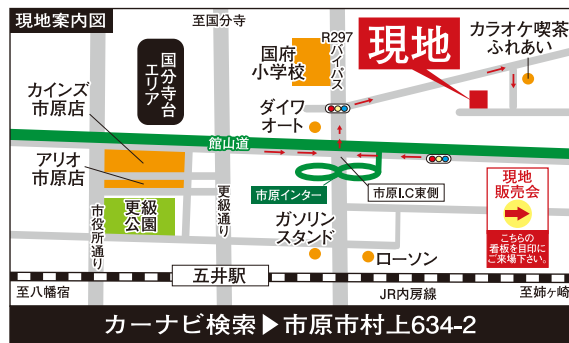 現地案内図
至国分寺
R297
バイパス
国府
小学校
現地
カラオケ喫茶
ふれあい
国分寺台
エリア
カインズ
市原店
ダイワ
オート
館山道
アリオ
市原店
市原インター
市原I.C東側
現地
販売会
更級
公園
更級通り
市役所通り
ガソリン
スタンド
ローソン
こちらの
看板を目印に
ご来場下さい。
五井駅
至八幡宿
JR内房線
至姉ヶ崎
カーナビ検索▶市原市村上634-2